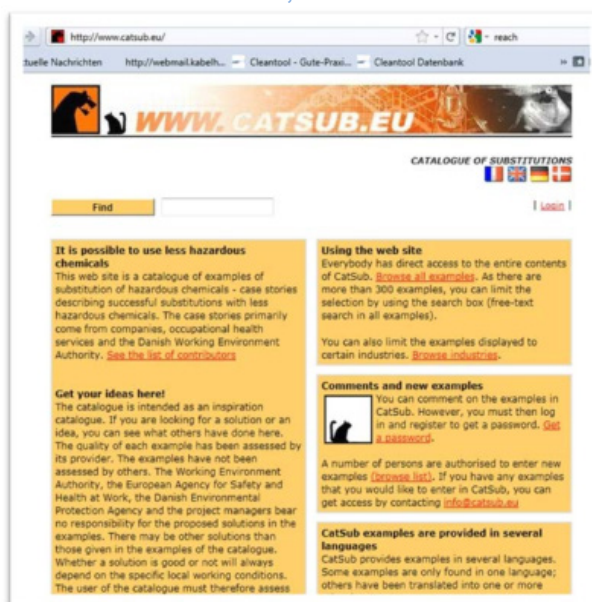 http://www.catsub.eu/
reach
tuelle Nachrichten http://webmail.kabelh... Cleantool - Gute-Praxi... Cleantool Datenbank
WWW.CATSUB.EU
CATALOGUE OF SUBSTITUTIONS
Find
| Login |
It is possible to use less hazardous
chemicals
This web site is a catalogue of examples of
substitution of hazardous chemicals - case stories
describing successful substitutions with less
hazardous chemicals. The case stories primarily
come from companies, occupational health
services and the Danish Working Environment
Authority. See the list of contributors
Get your ideas here!
The catalogue is intended as an inspiration
catalogue. If you are looking for a solution or an
idea, you can see what others have done here.
The quality of each example has been assessed by
its provider. The examples have not been
assessed by others. The Working Environment
Authority, the European Agency for Safety and
Health at Work, the Danish Environmental
Protection Agency and the project managers bear
no responsibility for the proposed solutions in the
examples. There may be other solutions than
those given in the examples of the catalogue.
Whether a solution is good or not will always
depend on the specific local working conditions.
The user of the catalogue must therefore assess
Using the web site
Everybody has direct access to the entire contents
of CatSub. Browse all examples. As there are
more than 300 examples, you can limit the
selection by using the search box (free-text
search in all examples).
You can also limit the examples displayed to
certain industries. Browse industries.
Comments and new examples
You can comment on the examples in
CatSub. However, you must then log
in and register to get a password. Get
a password.
A number of persons are authorised to enter new
examples (browse list). If you have any examples
that you would like to enter in CatSub, you can
get access by contacting info@catsub.eu
CatSub examples are provided in several
languages
CatSub provides examples in several languages.
Some examples are only found in one language;
others have been translated into one or more